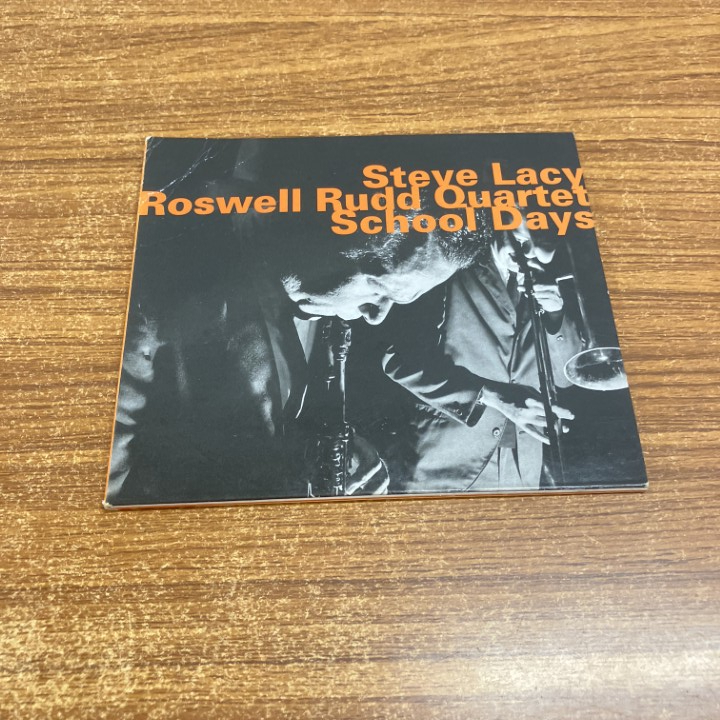 Steve Lacy
Roswell Rudd Quartet
School Days